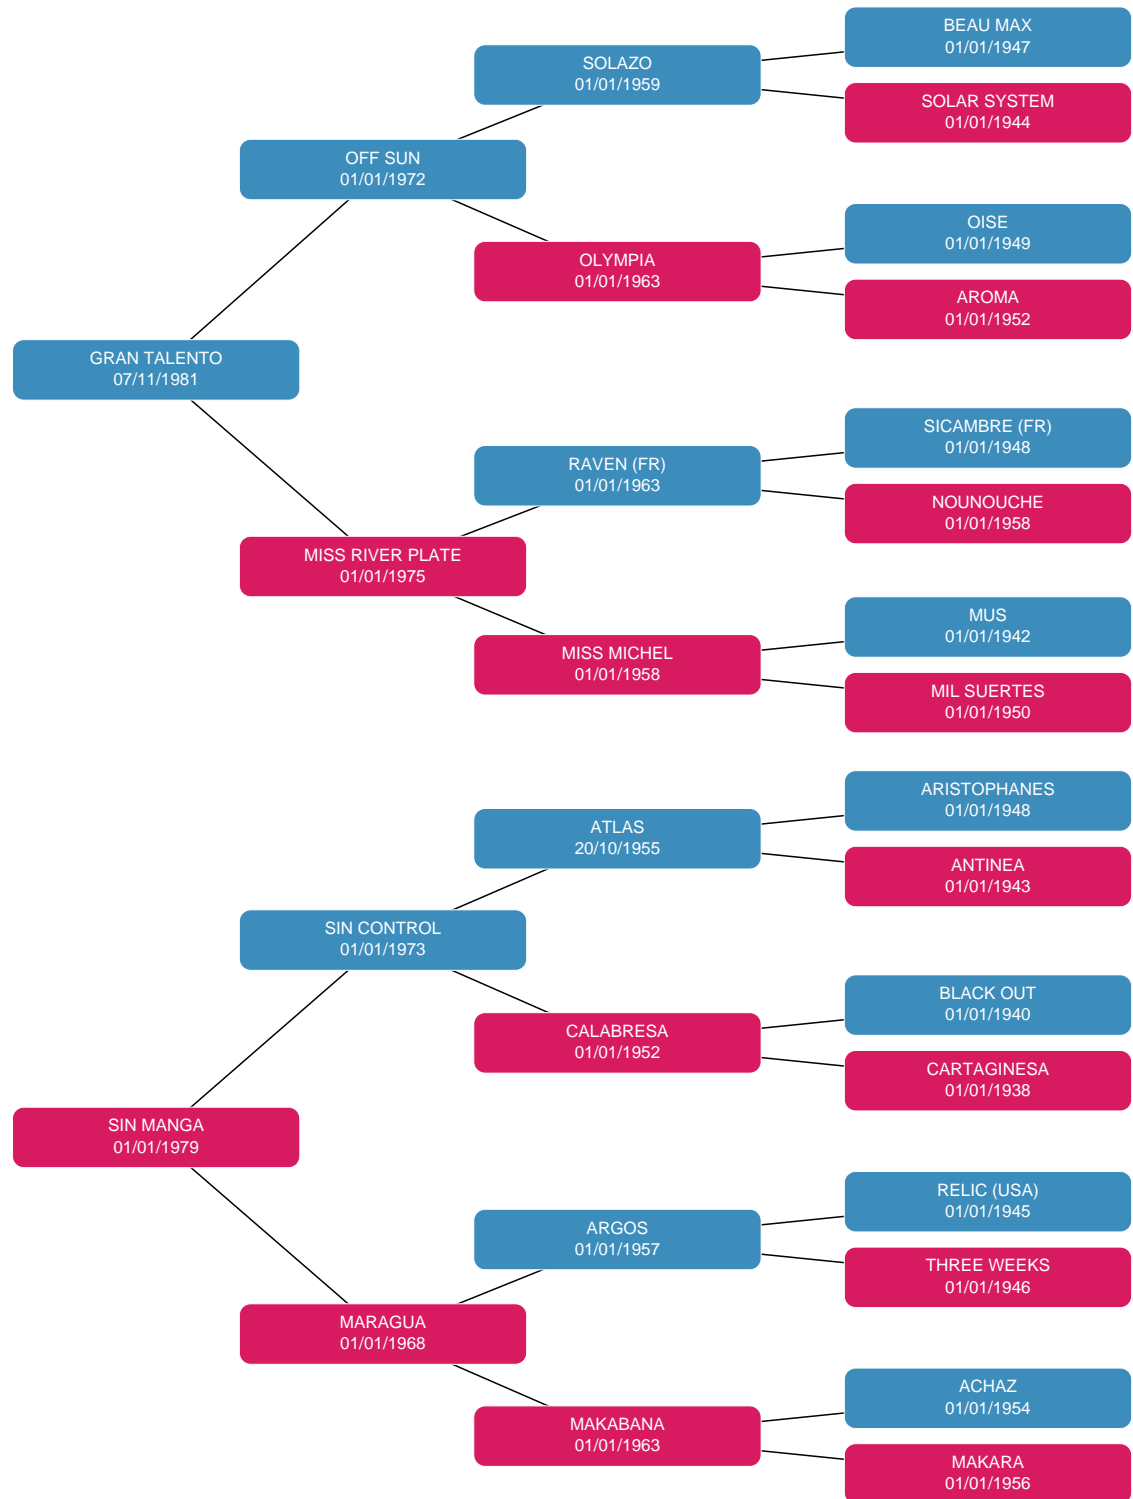 BEAU MAX
01/01/1947
SOLAZO
01/01/1959
SOLAR SYSTEM
01/01/1944
OFF SUN
01/01/1972
OISE
01/01/1949
OLYMPIA
01/01/1963
AROMA
01/01/1952
GRAN TALENTO
07/11/1981
SICAMBRE (FR)
01/01/1948
RAVEN (FR)
01/01/1963
NOUNOUCHE
01/01/1958
MISS RIVER PLATE
01/01/1975
MUS
01/01/1942
MISS MICHEL
01/01/1958
MIL SUERTES
01/01/1950
ARISTOPHANES
01/01/1948
ATLAS
20/10/1955
ANTINEA
01/01/1943
SIN CONTROL
01/01/1973
BLACK OUT
01/01/1940
CALABRESA
01/01/1952
CARTAGINESA
01/01/1938
SIN MANGA
01/01/1979
RELIC (USA)
01/01/1945
ARGOS
01/01/1957
THREE WEEKS
01/01/1946
MARAGUA
01/01/1968
ACHAZ
01/01/1954
MAKABANA
01/01/1963
MAKARA
01/01/1956